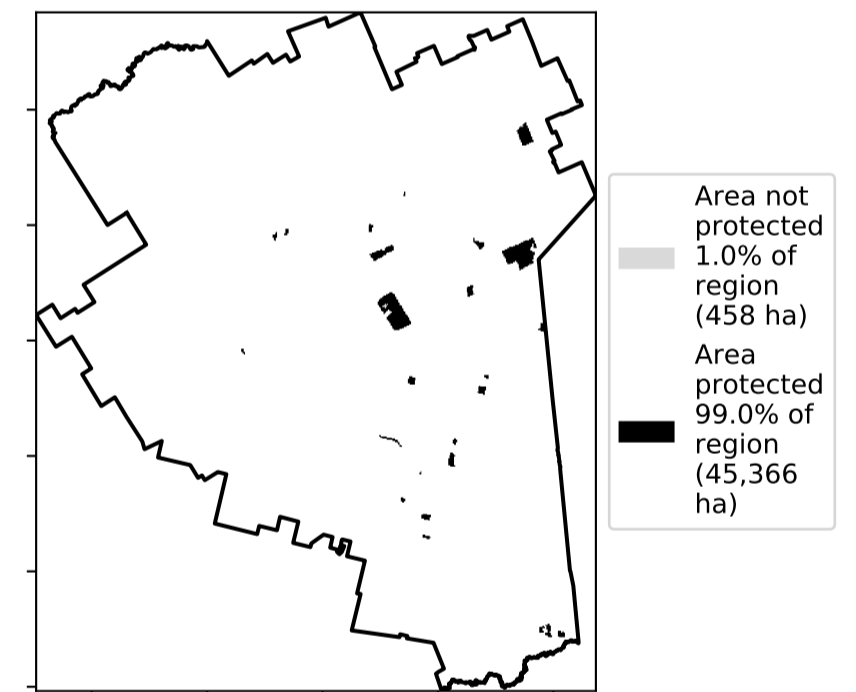 Area not
protected
1.0% of
region
(458 ha)
Area
protected
99.0% of
region
(45,366
ha)